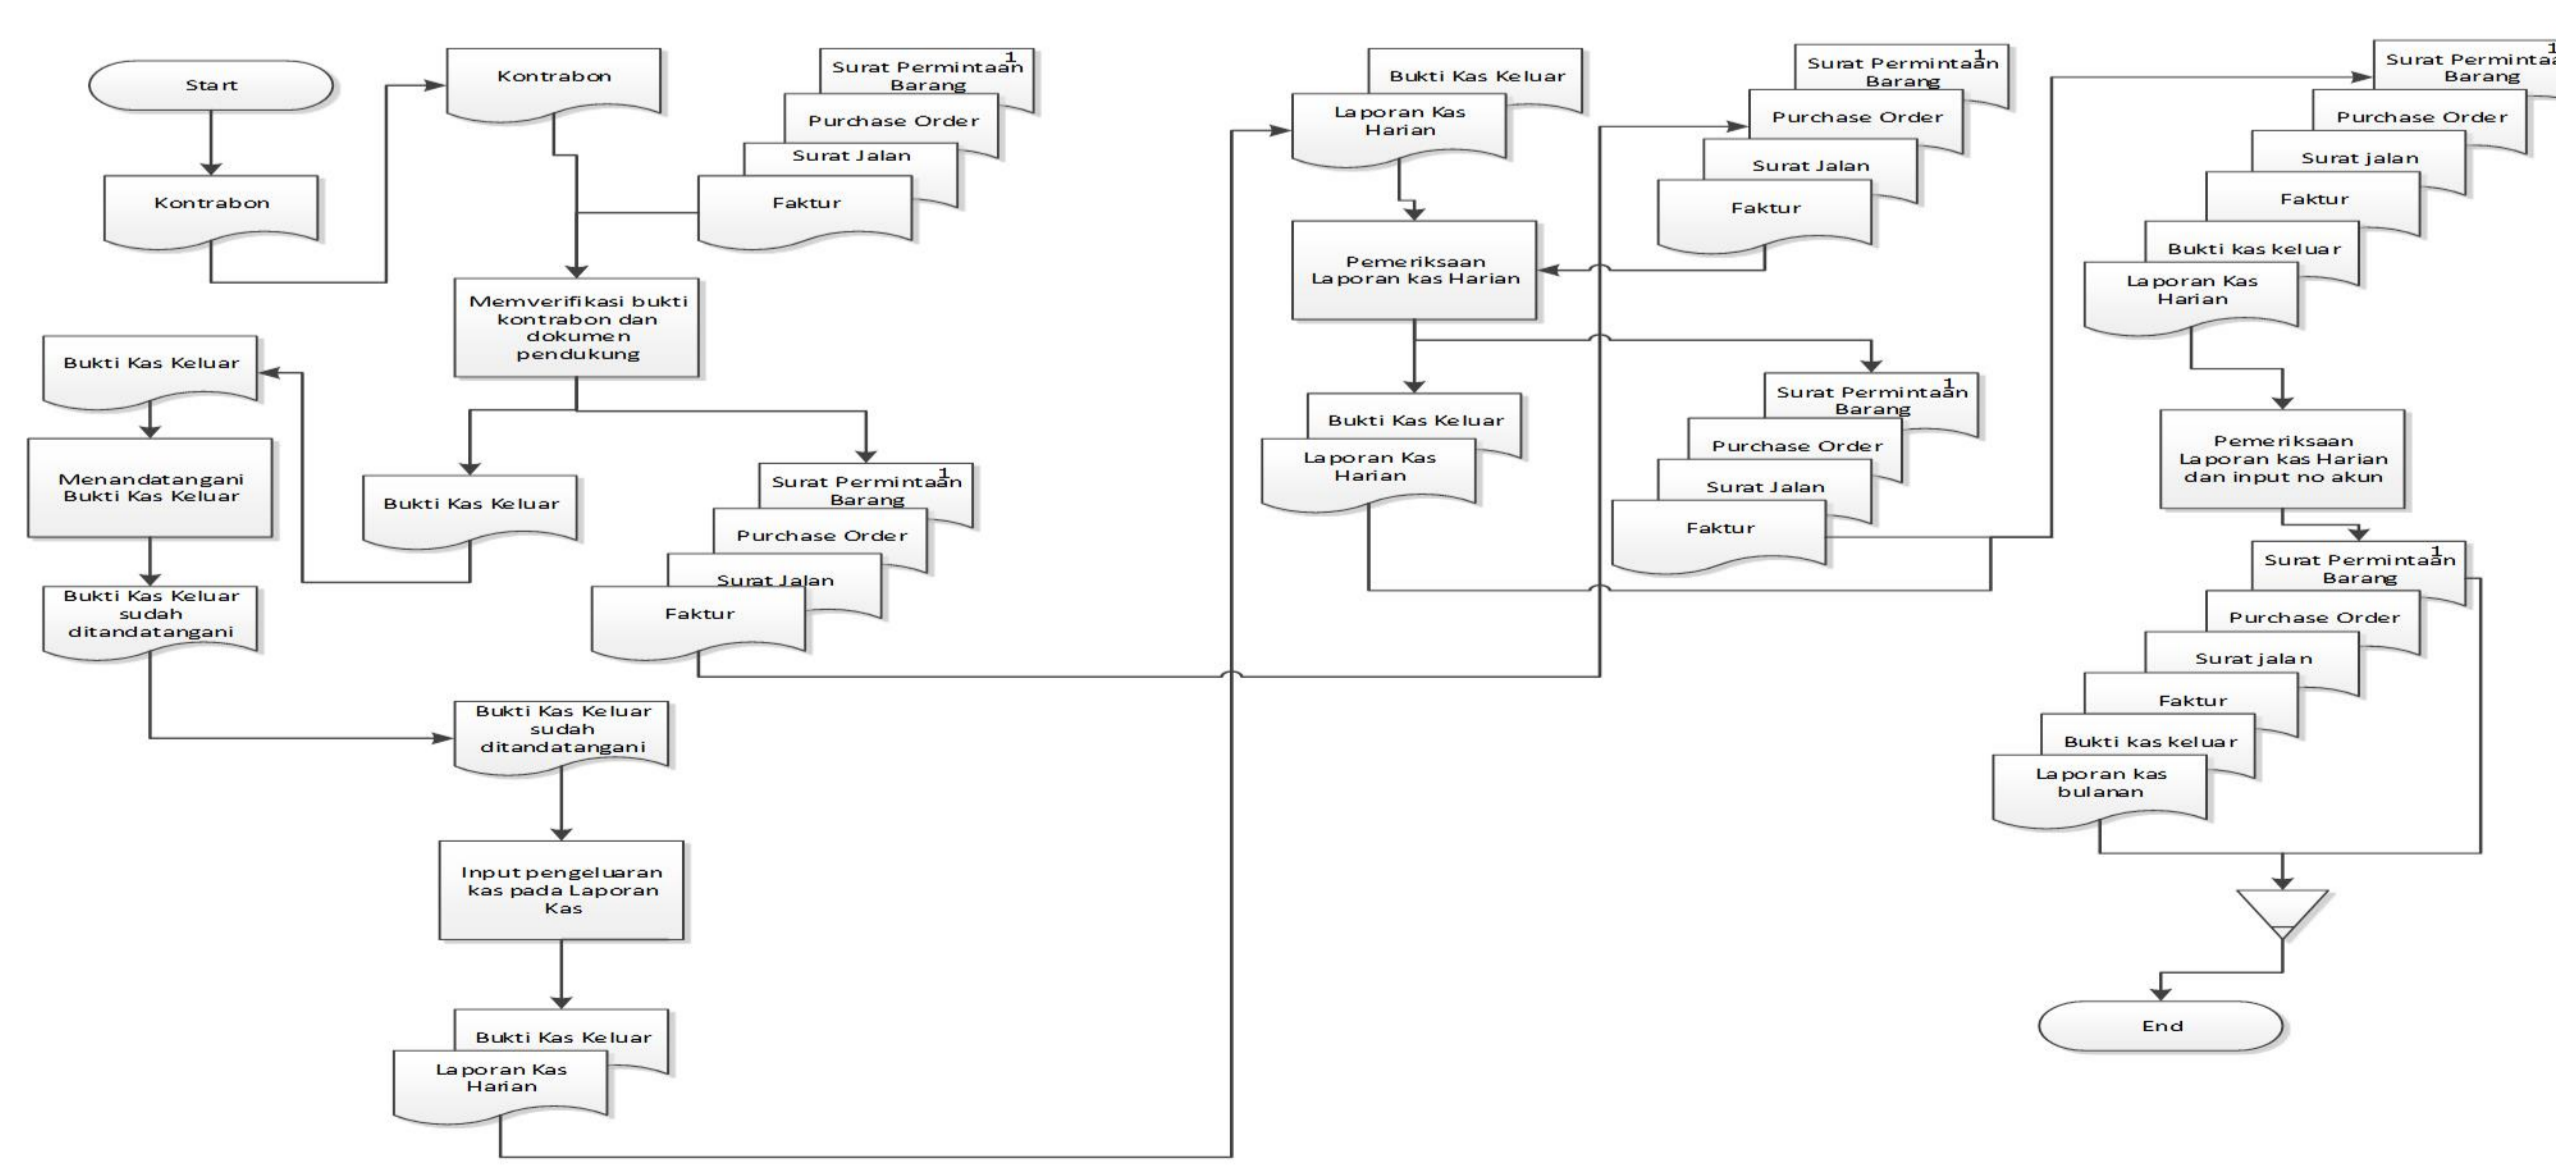 Start
Kontrabon
Kontrabon
1
Surat Permintaan
Barang
Purchase Order
Surat Jalan
Faktur
Memverifikasi bukti
kontrabon dan
dokumen
pendukung
Bukti Kas Keluar
Menandatangani
Bukti Kas Keluar
Bukti Kas Keluar
sudah
ditandatangani
Bukti Kas Keluar
1
Surat Permintaan
Barang
Purchase Order
Surat Jalan
Faktur
Bukti Kas Keluar
sudah
ditandatangani
Input pengeluaran
kas pada Laporan
Kas
Bukti Kas Keluar
Laporan Kas
Harian
Bukti Kas Keluar
Laporan Kas
Harian
1
Surat Permintaan
Barang
Purchase Order
Surat Jalan
Faktur
Pemeriksaan
Laporan kas Harian
Bukti Kas Keluar
Laporan Kas
Harian
1
Surat Permintaan
Barang
Purchase Order
Surat Jalan
Faktur
1
Surat Permintaa
Barang
Purchase Order
Surat jalan
Faktur
Bukti kas keluar
Laporan Kas
Harian
Pemeriksaan
Laporan kas Harian
dan input no akun
1
Surat Permintaan
Barang
Purchase Order
Surat jalan
Faktur
Bukti kas keluar
Laporan kas
bulanan
End